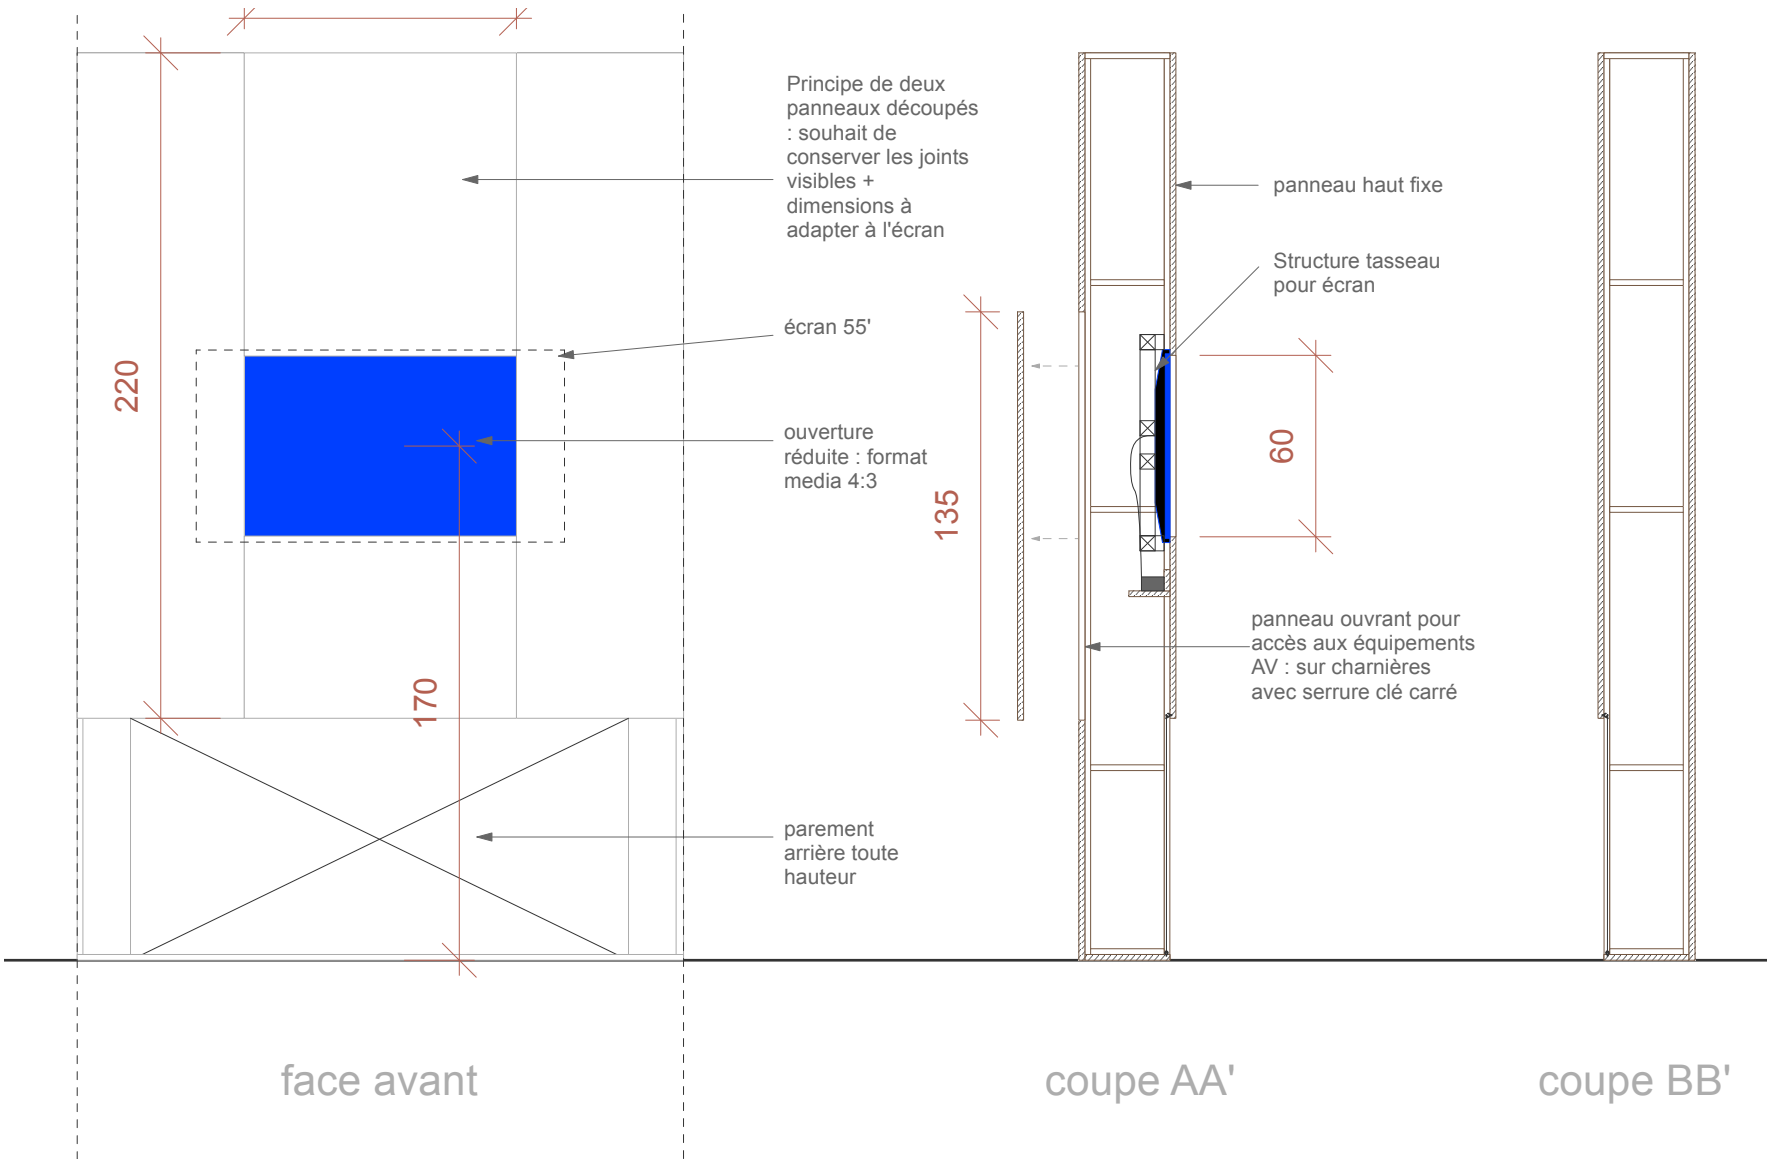 Principe de deux
panneaux découpés
: souhait de
conserver les joints
visibles +
dimensions à
adapter à l'écran
écran 55'
ouverture
réduite : format
media 4:3
parement
arrière toute
hauteur
220
170
135
60
panneau haut fixe
Structure tasseau
pour écran
panneau ouvrant pour
accès aux équipements
AV : sur charnières
avec serrure clé carré
face avant
coupe AA'
coupe BB'